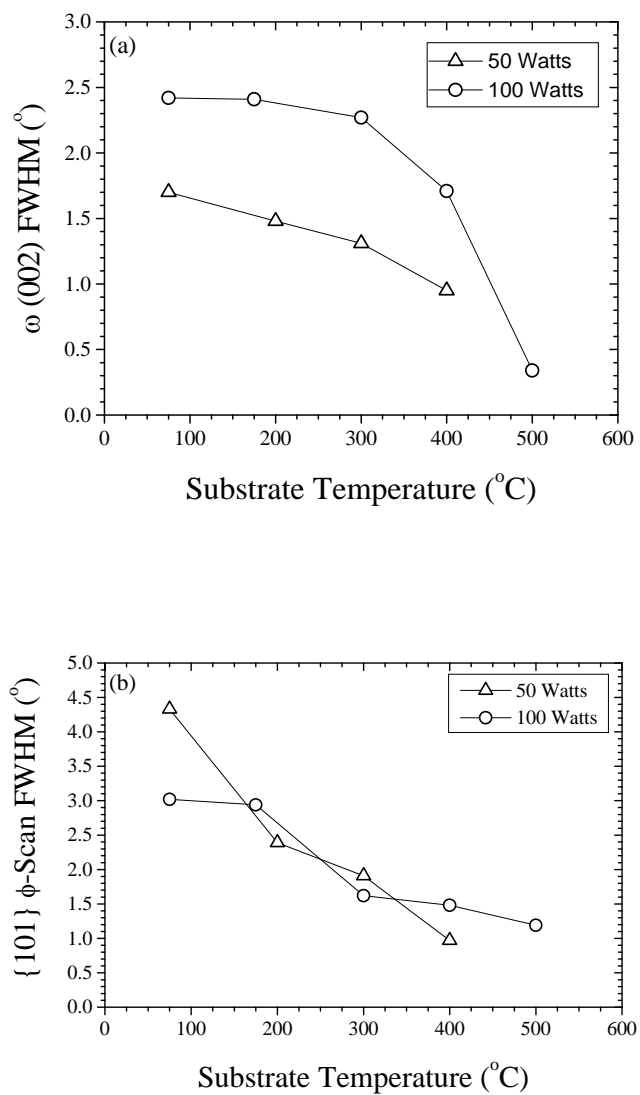 (a)
50 Watts
100 Watts
3.0
2.5
2.0
1.5
1.0
0.5
0.0
ω (002) FWHM (°)
100 200 300 400 500 600
Substrate Temperature (°C)
(b)
50 Watts
100 Watts
5.0
4.5
4.0
3.5
3.0
2.5
2.0
1.5
1.0
0.5
0.0
{101} ϕ-Scan FWHM (°)
0 100 200 300 400 500 600
Substrate Temperature (°C)